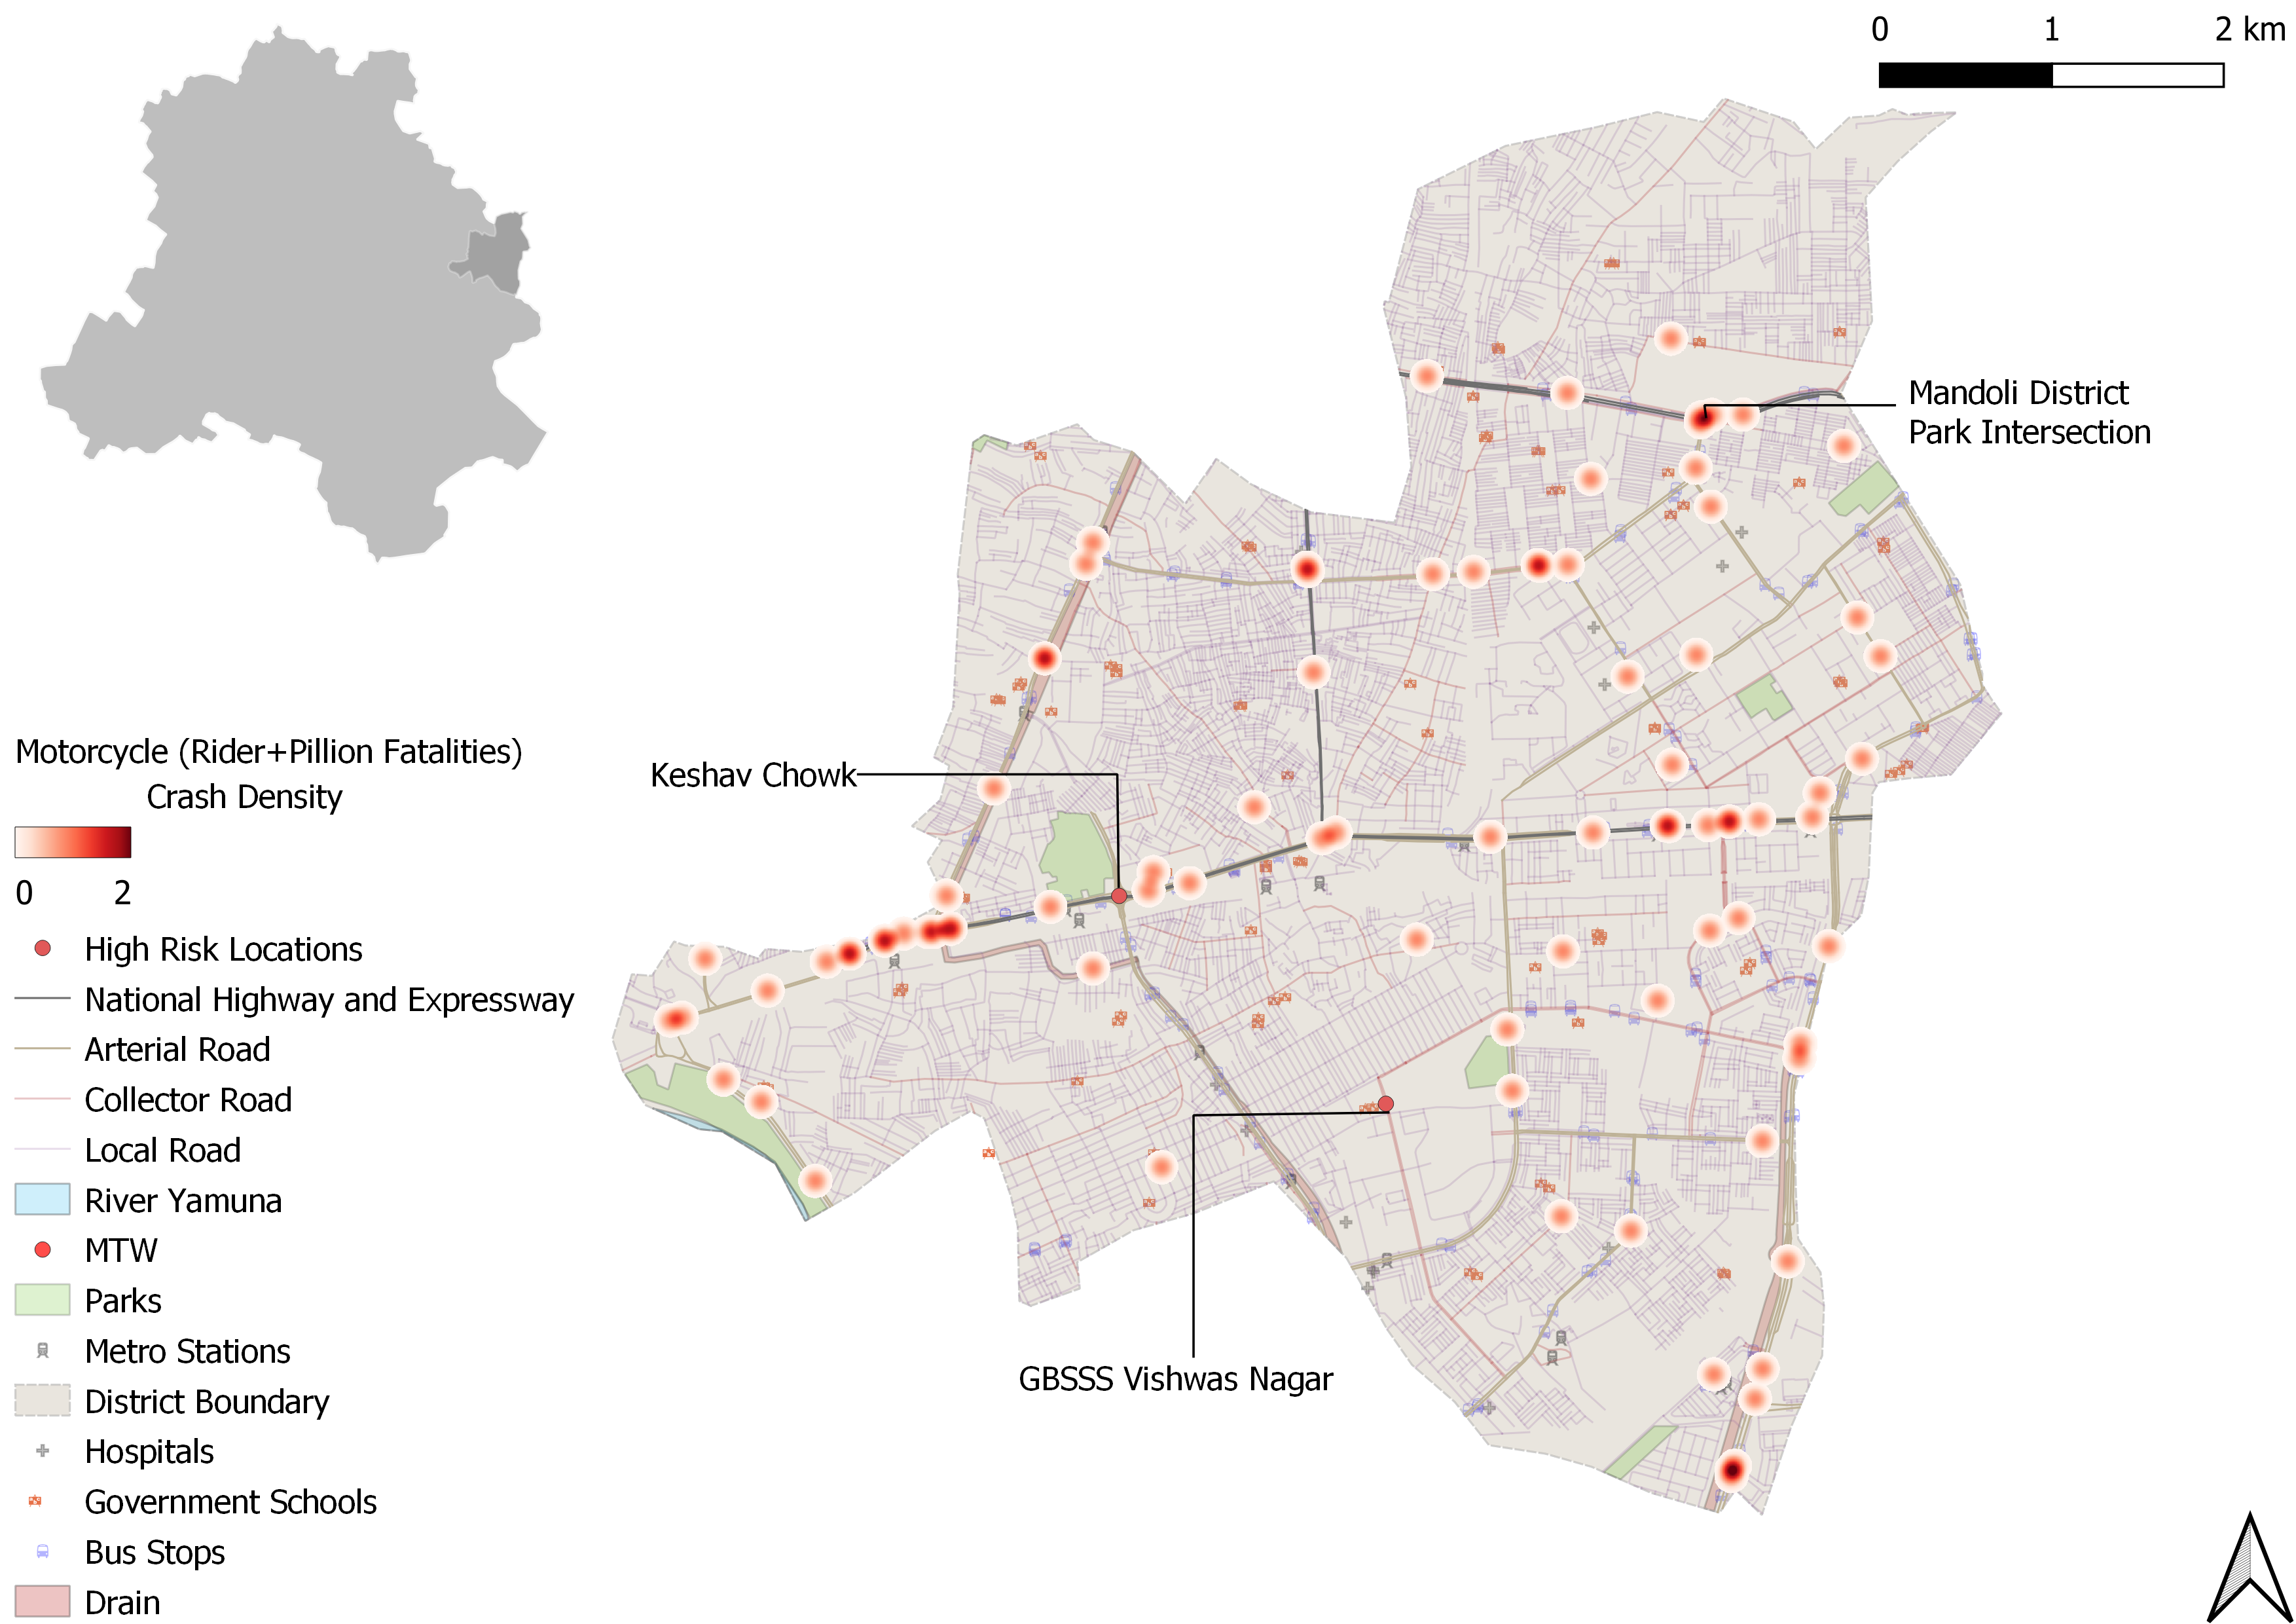 0 1 2 km
Mandoli District
Park Intersection
Keshav Chowk
GBSSS Vishwas Nagar
Motorcycle (Rider+Pillion Fatalities)
Crash Density
0 2
High Risk Locations
National Highway and Expressway
Arterial Road
Collector Road
Local Road
River Yamuna
MTW
Parks
Metro Stations
District Boundary
Hospitals
Government Schools
Bus Stops
Drain